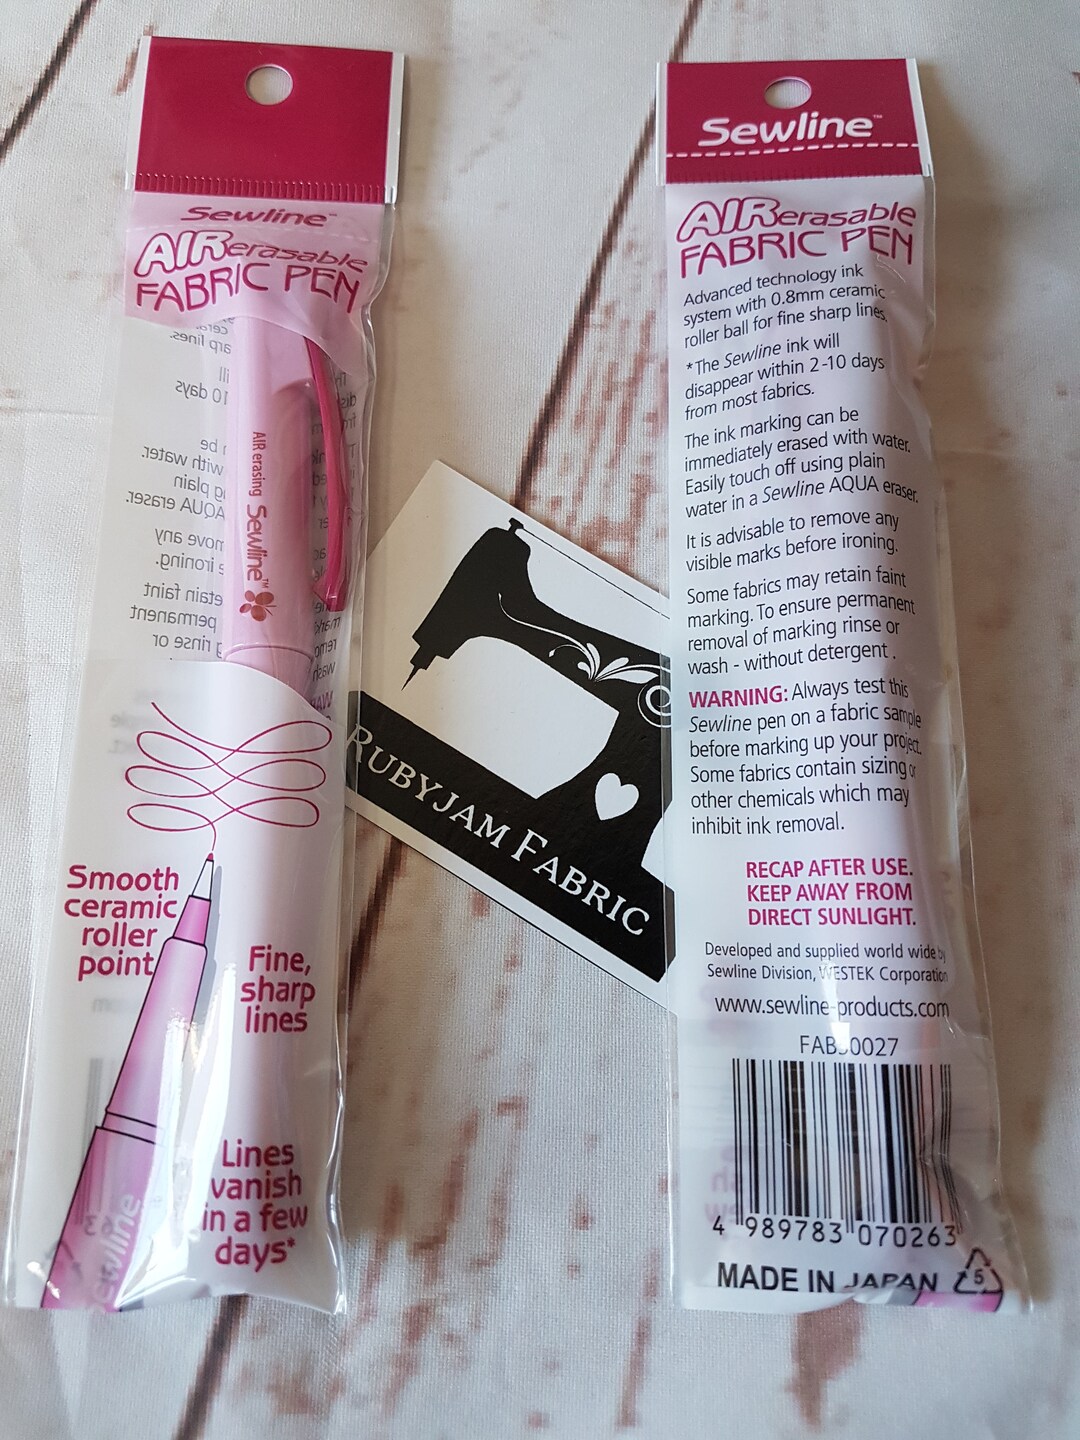 Sewline™
AIRerasable
FABRIC PEN
AIR erasing Sewline™
Smooth
ceramic
roller
point
Fine,
sharp
lines
Lines
vanish
in a few
days*
Sewline
RUBYJAM FABRIC
Sewline™
AIRerasable
FABRIC PEN
Advanced technology ink
system with 0.8mm ceramic
roller ball for fine sharp lines.
*The Sewline ink will
disappear within 2-10 days
from most fabrics.
The ink marking can be
immediately erased with water.
Easily touch off using plain
water in a Sewline AQUA eraser.
It is advisable to remove any
visible marks before ironing.
Some fabrics may retain faint
marking. To ensure permanent
removal of marking rinse or
wash - without detergent .
WARNING: Always test this
Sewline pen on a fabric sample
before marking up your project.
Some fabrics contain sizing or
other chemicals which may
inhibit ink removal.
RECAP AFTER USE.
KEEP AWAY FROM
DIRECT SUNLIGHT.
Developed and supplied world wide by
Sewline Division, WESTEK Corporation
www.sewline-products.com
FAB50027
4 989783 070263
MADE IN JAPAN 5